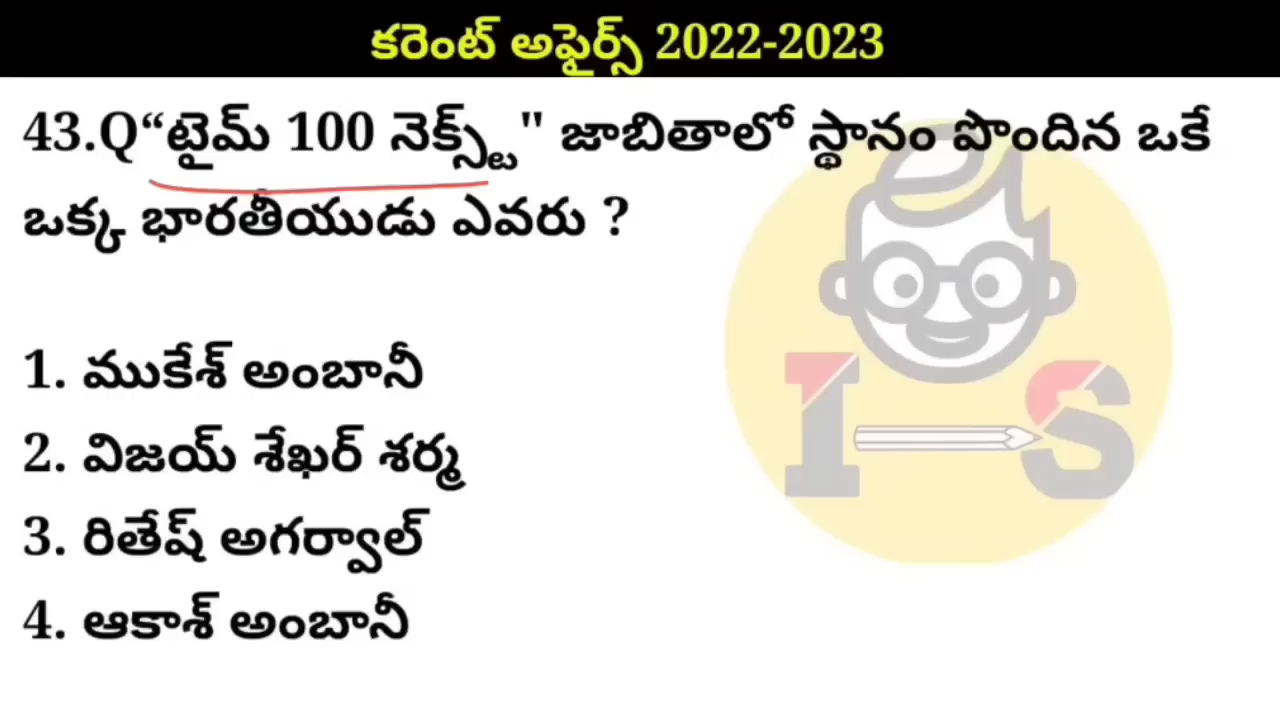 కరెంట్ అఫైర్స్ 2022-2023
43.Q“టైమ్ 100 నెక్స్ట్" జాబితాలో స్థానం పొందిన ఒకే
ఒక్క భారతీయుడు ఎవరు ?
1. ముకేశ్ అంబానీ
2. విజయ్ శేఖర్ శర్మ
3. రితేష్ అగర్వాల్
4. ఆకాశ్ అంబానీ
I S